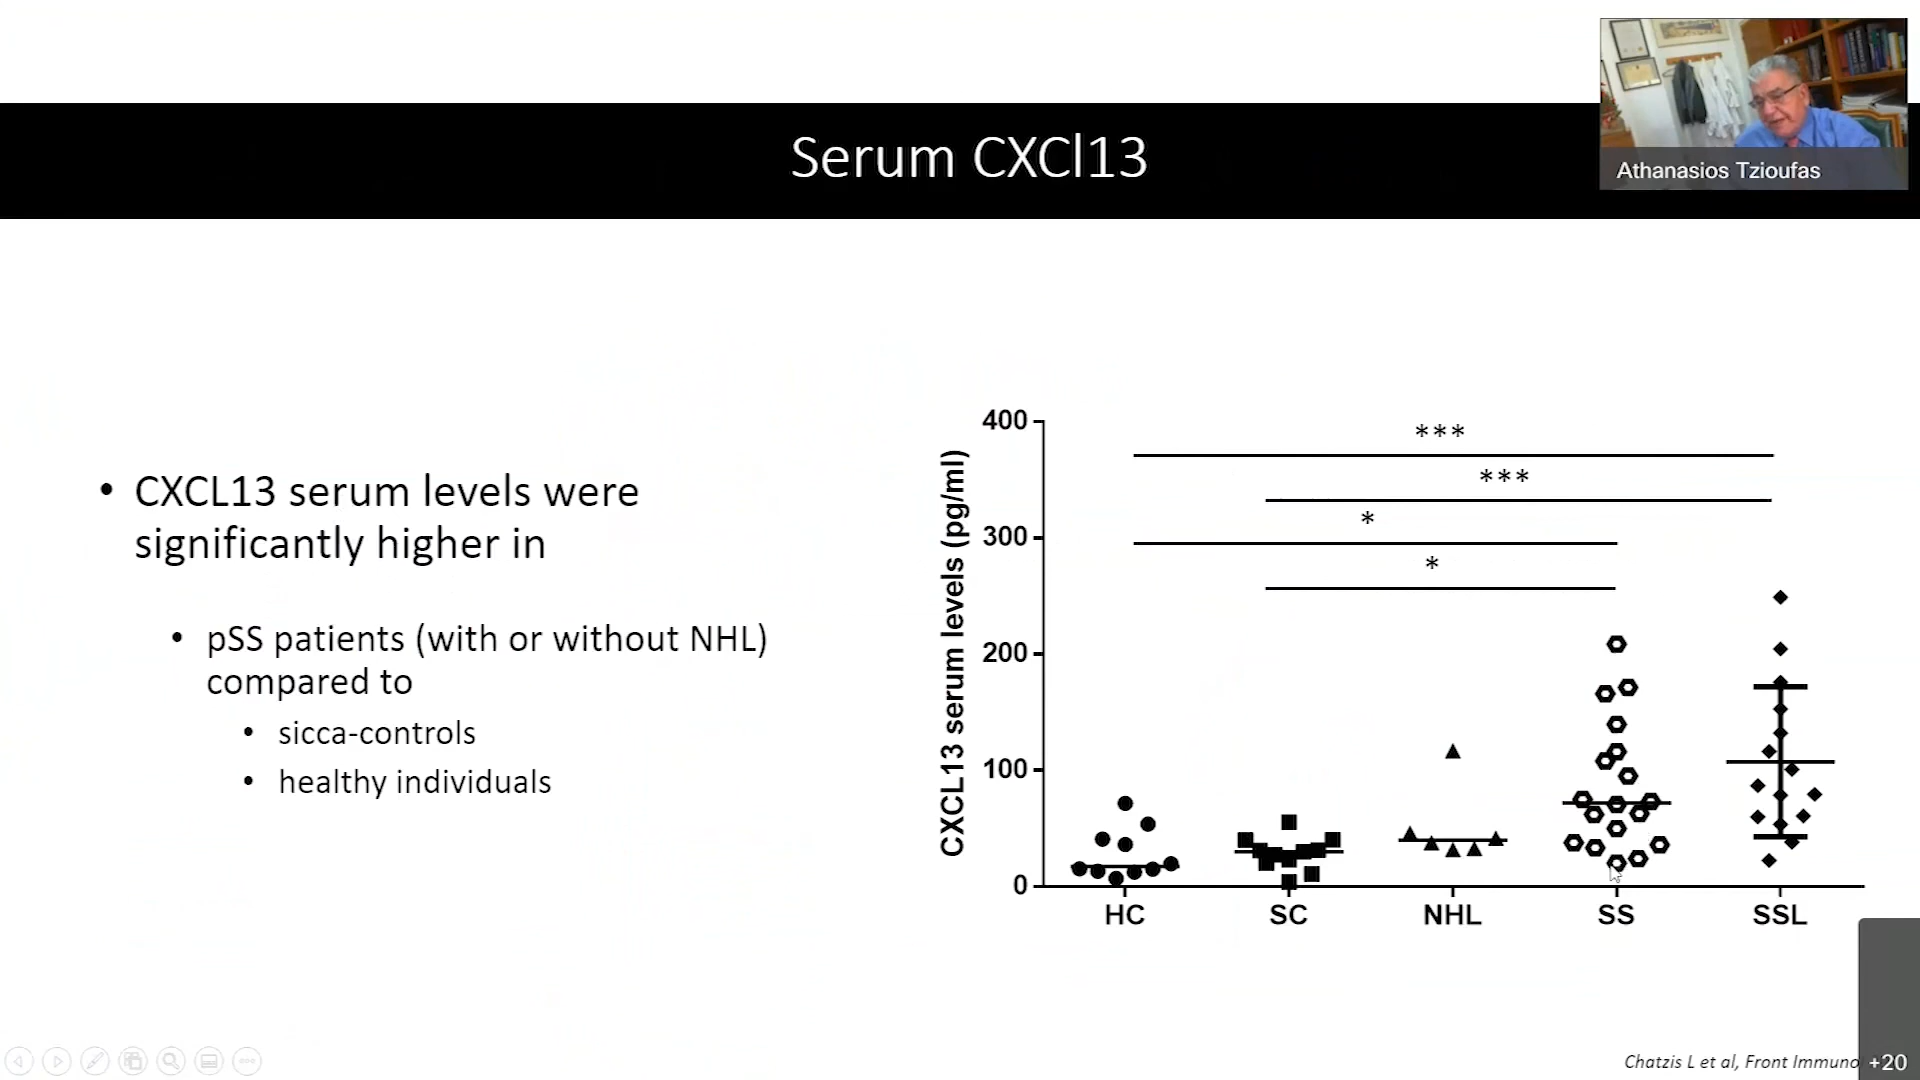 Serum CXCl13
Athanasios Tzioufas
• CXCL13 serum levels were
significantly higher in
• pSS patients (with or without NHL)
compared to
• sicca-controls
• healthy individuals
CXCL13 serum levels (pg/ml)
400
300
200
100
0
***
***
*
*
HC SC NHL SS SSL
Chatzis L et al, Front Immuno
+20